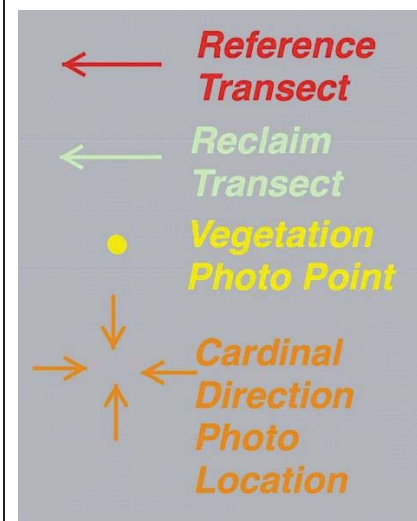 Reference
Transect
Reclaim
Transect
Vegetation
Photo Point
Cardinal
Direction
Photo
Location